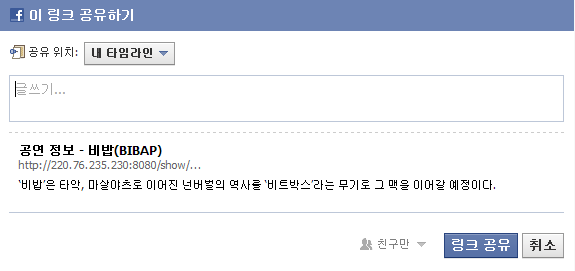 이 링크 공유하기
공유 위치: 내 타임라인
글쓰기...
공연 정보 - 비밥(BIBAP)
http://220.76.235.230:8080/show/...
'비밥'은 타악, 마샬아츠로 이어진 넌버벌의 역사를 '비트박스'라는 무기로 그 맥을 이어갈 예정이다.
친구만 링크 공유 취소